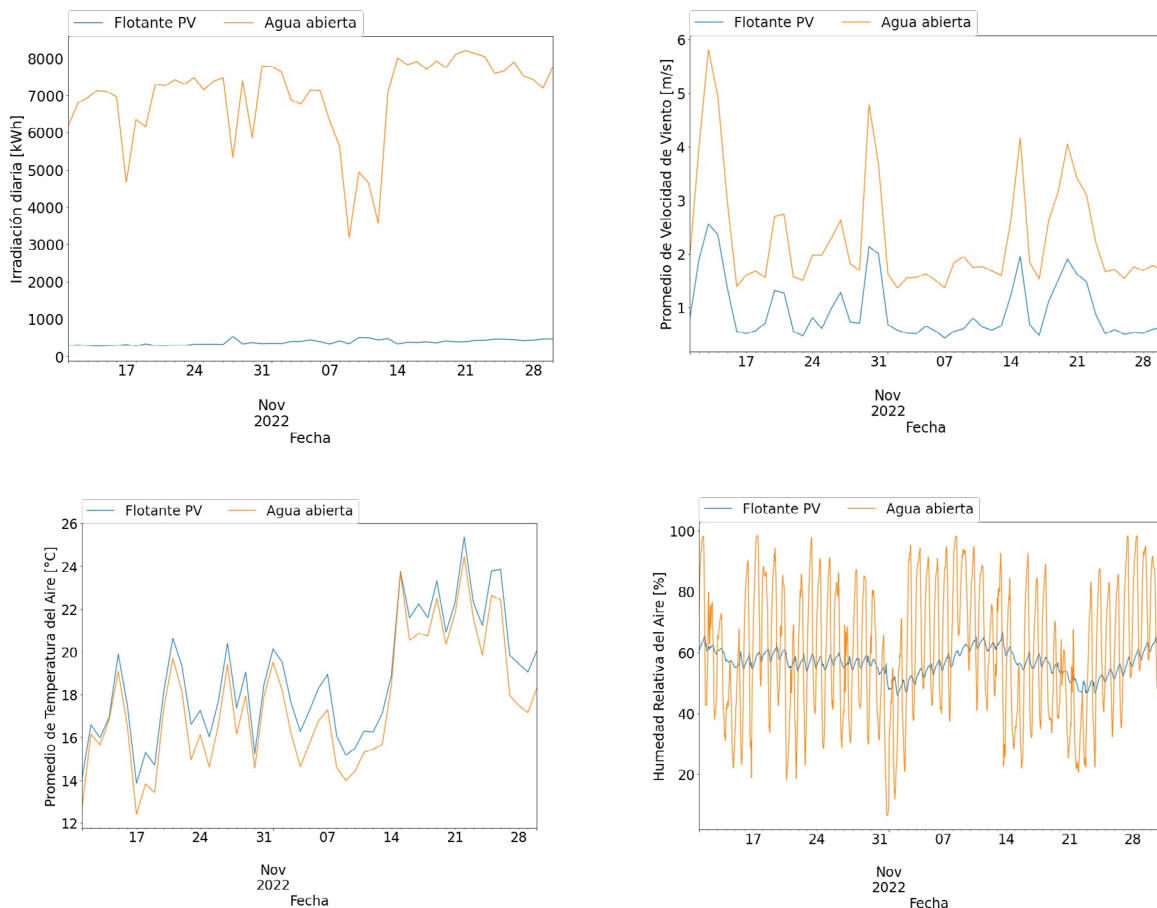 Flotante PV Agua abierta
Irradiación diaria [kWh]
8000
7000
6000
5000
4000
3000
2000
1000
0
17 24 31 07 14 21 28
Nov
2022
Fecha
Flotante PV Agua abierta
Promedio de Velocidad de Viento [m/s]
6
5
4
3
2
1
17 24 31 07 14 21 28
Nov
2022
Fecha
Flotante PV Agua abierta
Promedio de Temperatura del Aire [°C]
26
24
22
20
18
16
14
12
17 24 31 07 14 21 28
Nov
2022
Fecha
Flotante PV Agua abierta
Humedad Relativa del Aire [%]
100
80
60
40
20
17 24 31 07 14 21 28
Nov
2022
Fecha